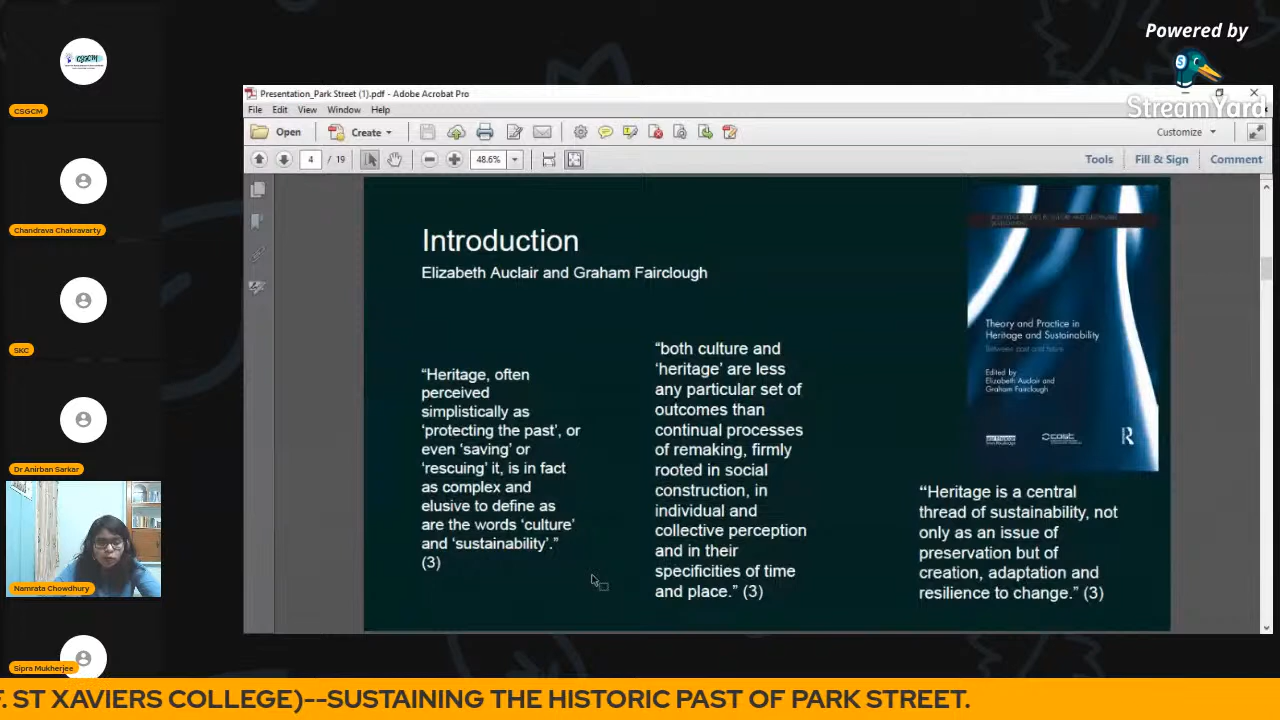 Powered by
StreamYard
CSGCM
CSGCM
Chandrava Chakravarty
SKC
Dr Anirban Sarkar
Namrata Chowdhury
Sipra Mukherjee
Presentation_Park Street (1).pdf - Adobe Acrobat Pro
File Edit View Window Help
Open Create Customize
4 / 19 48.6% Tools Fill & Sign Comment
Introduction
Elizabeth Auclair and Graham Fairclough
“Heritage, often
perceived
simplistically as
‘protecting the past’, or
even ‘saving’ or
‘rescuing’ it, is in fact
as complex and
elusive to define as
are the words ‘culture’
and ‘sustainability’.”
(3)
“both culture and
‘heritage’ are less
any particular set of
outcomes than
continual processes
of remaking, firmly
rooted in social
construction, in
individual and
collective perception
and in their
specificities of time
and place.” (3)
Theory and Practice in
Heritage and Sustainability
Between past and future
Edited by
Elizabeth Auclair and
Graham Fairclough
cost
R
“Heritage is a central
thread of sustainability, not
only as an issue of
preservation but of
creation, adaptation and
resilience to change.” (3)
F. ST XAVIERS COLLEGE)--SUSTAINING THE HISTORIC PAST OF PARK STREET.